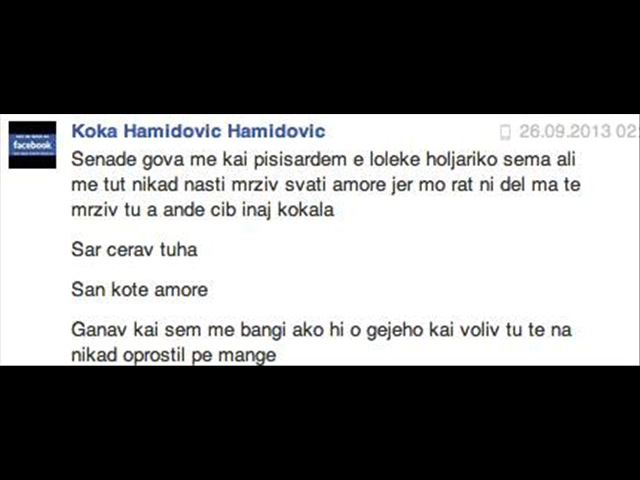 Koka Hamidovic Hamidovic
26.09.2013 02:
facebook
Senade gova me kai pisisardem e loleke holjariko sema ali
me tut nikad nasti mrziv svati amore jer mo rat ni del ma te
mrziv tu a ande cib inaj kokala
Sar cerav tuha
San kote amore
Ganav kai sem me bangi ako hi o gejeho kai voliv tu te na
nikad oprostil pe mange